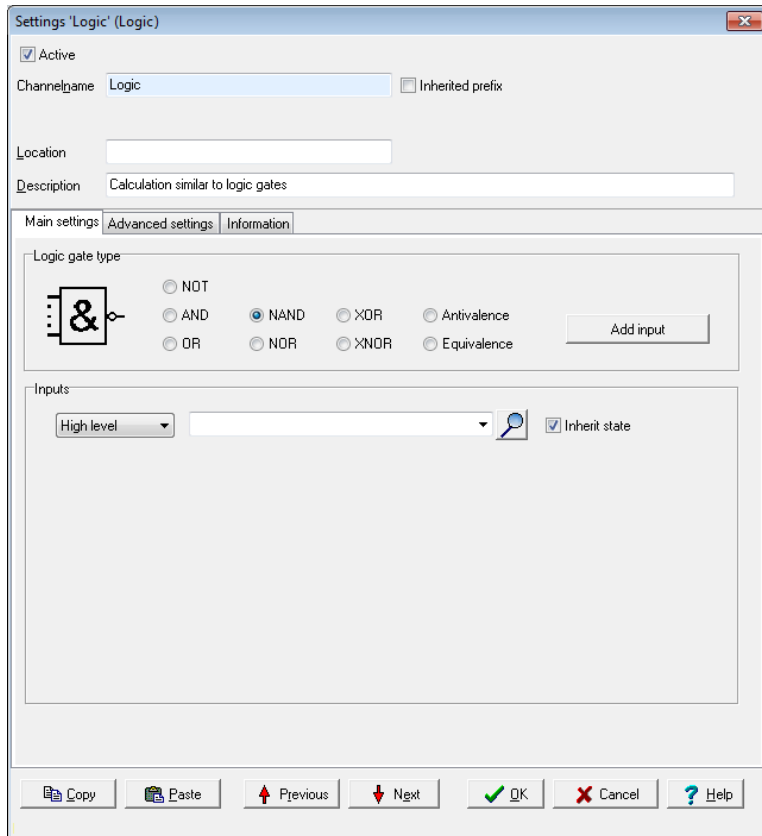 Settings 'Logic' (Logic)
Active
Channelname Logic Inherited prefix
Location
Description Calculation similar to logic gates
Main settings Advanced settings Information
Logic gate type
NOT
& AND NAND XOR Antivalence Add input
OR NOR XNOR Equivalence
Inputs
High level Inherit state
Copy Paste Previous Next OK Cancel ? Help